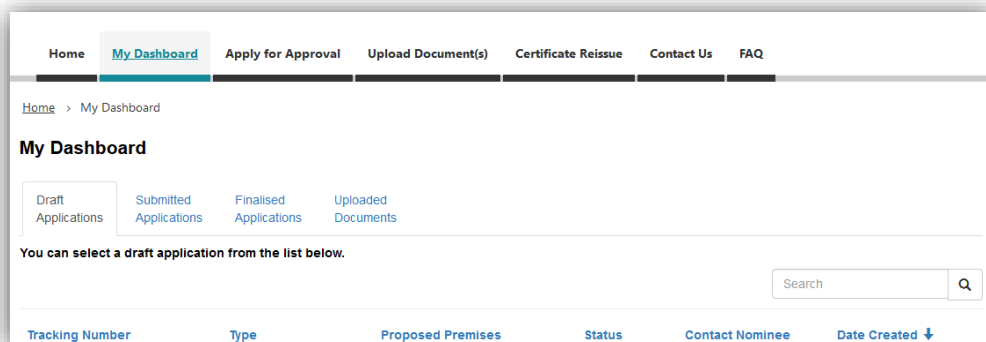 Home My Dashboard Apply for Approval Upload Document(s) Certificate Reissue Contact Us FAQ
Home > My Dashboard
My Dashboard
Draft Applications Submitted Applications Finalised Applications Uploaded Documents
You can select a draft application from the list below.
Search
Tracking Number Type Proposed Premises Status Contact Nominee Date Created